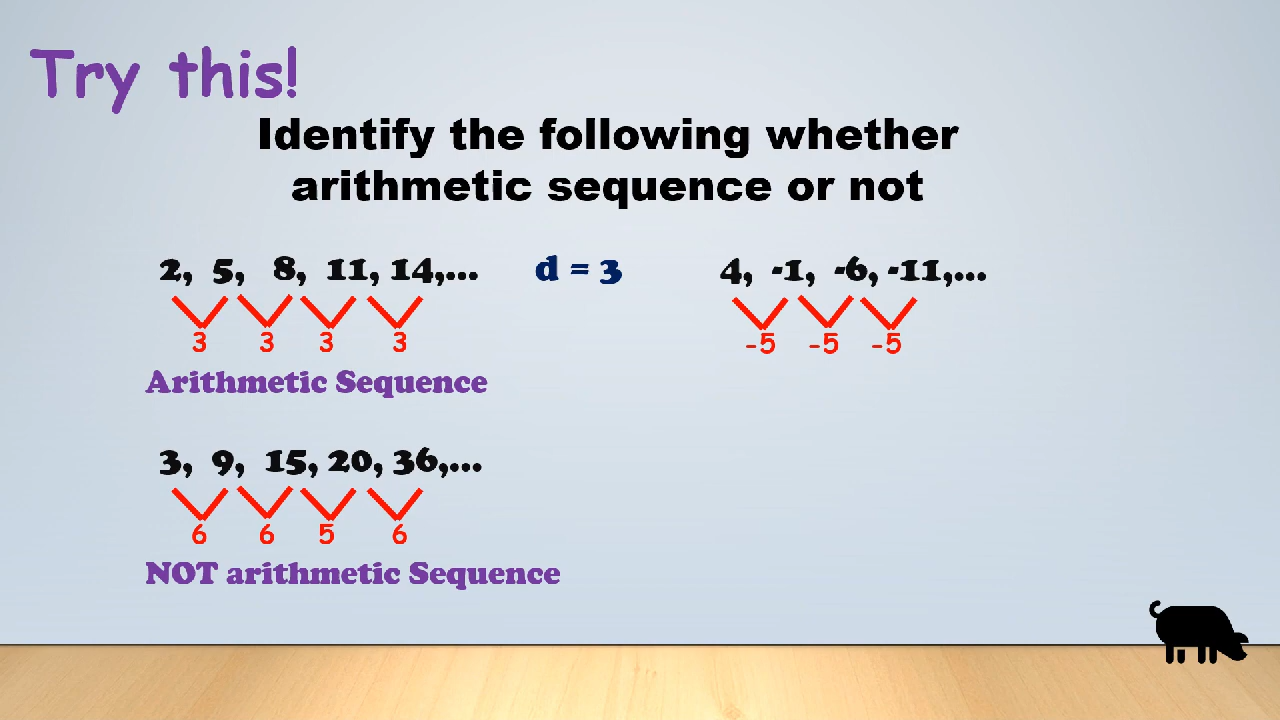 Try this!
Identify the following whether
arithmetic sequence or not
2, 5, 8, 11, 14,... d = 3
3 3 3 3
Arithmetic Sequence
4, -1, -6, -11,...
-5 -5 -5
3, 9, 15, 20, 36,...
6 6 5 6
NOT arithmetic Sequence